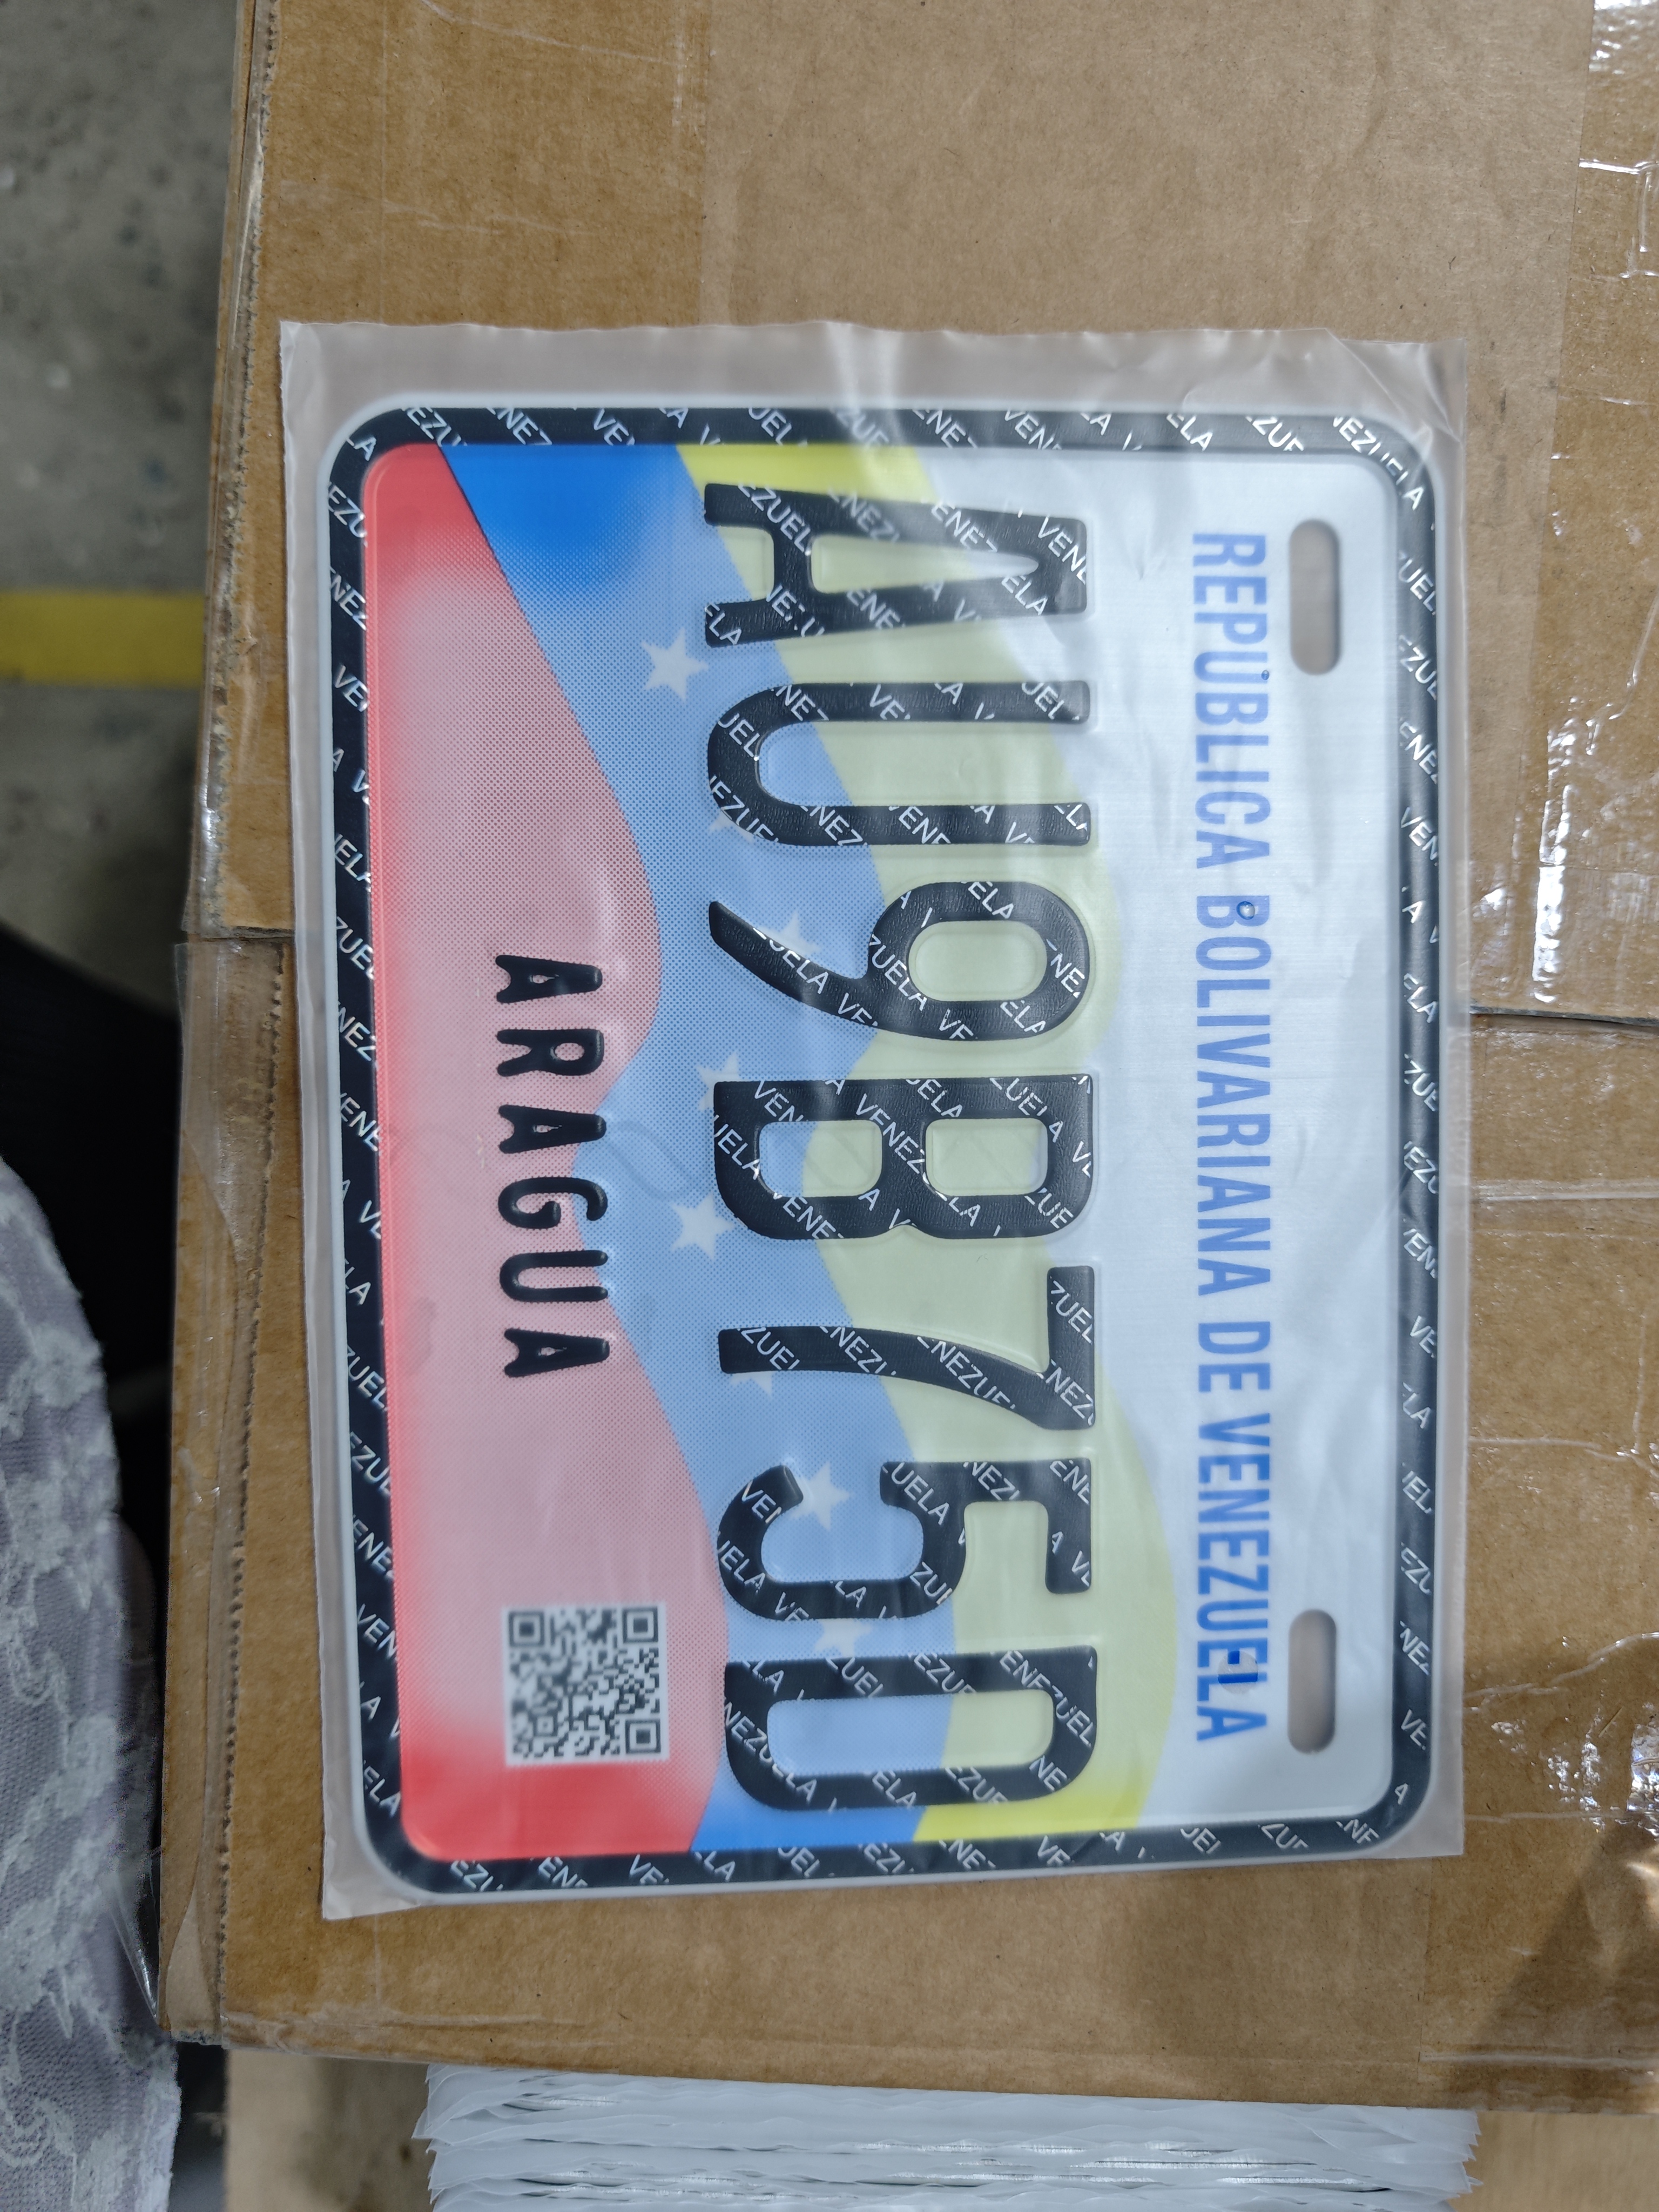 REPÚBLICA BOLIVARIANA DE VENEZUELA
AU9B75D
ARAGUA